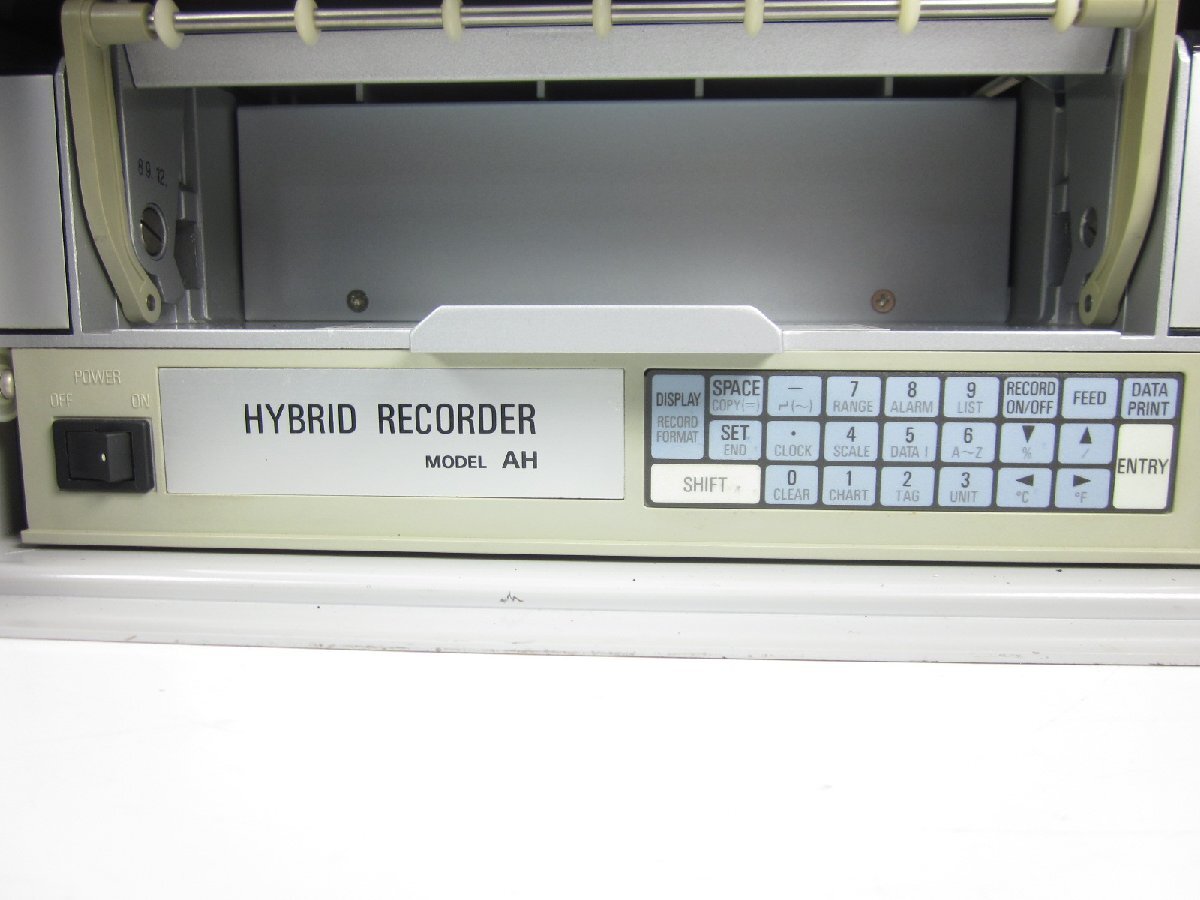 89.12.
POWER
OFF ON
HYBRID RECORDER
MODEL AH
DISPLAY
RECORD
FORMAT
SPACE
COPY(=)
—
↵(~)
7
RANGE
8
ALARM
9
LIST
RECORD
ON/OFF
FEED
DATA
PRINT
SET
END
·
CLOCK
4
SCALE
5
DATA !
6
A~Z
▼
%
▲
/
ENTRY
SHIFT
0
CLEAR
1
CHART
2
TAG
3
UNIT
◄
°C
►
°F